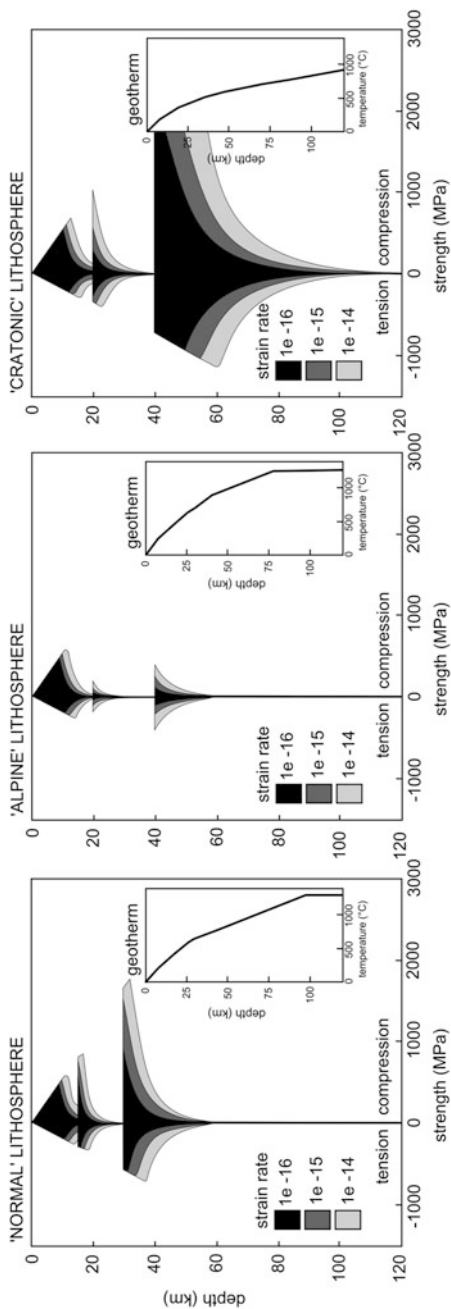 'NORMAL' LITHOSPHERE
0
20
40
60
80
100
120
depth (km)
-1000
0
1000
2000
3000
tension
compression
strength (MPa)
strain rate
1e -16
1e -15
1e -14
geotherm
0
25
50
75
100
depth (km)
0
500
1000
temperature (°C)
'ALPINE' LITHOSPHERE
0
20
40
60
80
100
120
-1000
0
1000
2000
3000
tension
compression
strength (MPa)
strain rate
1e -16
1e -15
1e -14
geotherm
0
25
50
75
100
depth (km)
0
500
1000
temperature (°C)
'CRATONIC' LITHOSPHERE
0
20
40
60
80
100
120
-1000
0
1000
2000
3000
tension
compression
strength (MPa)
strain rate
1e -16
1e -15
1e -14
geotherm
0
25
50
75
100
depth (km)
0
500
1000
temperature (°C)